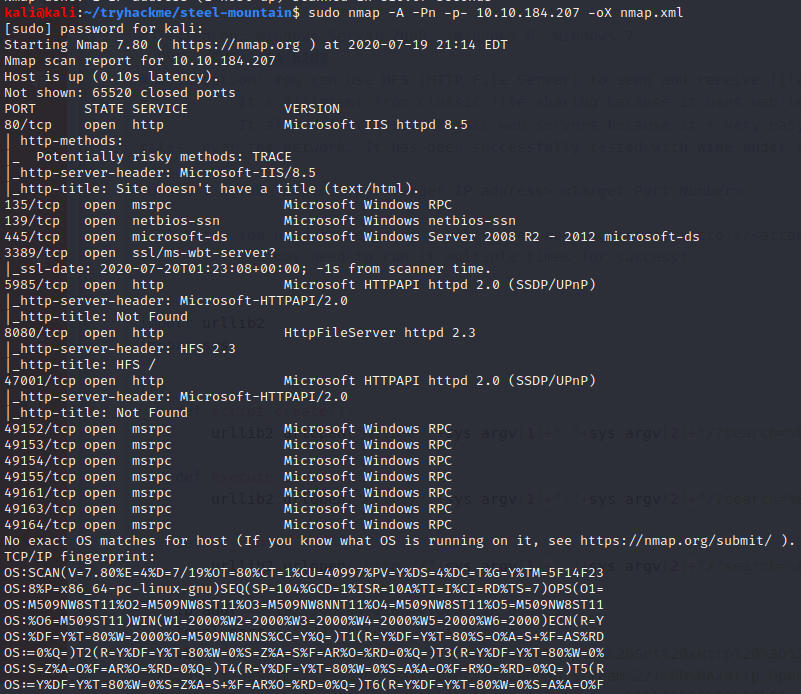 kali@kali:~/tryhackme/steel-mountain$ sudo nmap -A -Pn -p- 10.10.184.207 -oX nmap.xml
[sudo] password for kali:
Starting Nmap 7.80 ( https://nmap.org ) at 2020-07-19 21:14 EDT
Nmap scan report for 10.10.184.207
Host is up (0.10s latency).
Not shown: 65520 closed ports
PORT      STATE SERVICE       VERSION
80/tcp    open  http          Microsoft IIS httpd 8.5
| http-methods:
|_  Potentially risky methods: TRACE
|_http-server-header: Microsoft-IIS/8.5
|_http-title: Site doesn't have a title (text/html).
135/tcp   open  msrpc         Microsoft Windows RPC
139/tcp   open  netbios-ssn   Microsoft Windows netbios-ssn
445/tcp   open  microsoft-ds  Microsoft Windows Server 2008 R2 - 2012 microsoft-ds
3389/tcp  open  ssl/ms-wbt-server?
|_ssl-date: 2020-07-20T01:23:08+00:00; -1s from scanner time.
5985/tcp  open  http          Microsoft HTTPAPI httpd 2.0 (SSDP/UPnP)
|_http-server-header: Microsoft-HTTPAPI/2.0
|_http-title: Not Found
8080/tcp  open  http          HttpFileServer httpd 2.3
|_http-server-header: HFS 2.3
|_http-title: HFS /
47001/tcp open  http          Microsoft HTTPAPI httpd 2.0 (SSDP/UPnP)
|_http-server-header: Microsoft-HTTPAPI/2.0
|_http-title: Not Found
49152/tcp open  msrpc         Microsoft Windows RPC
49153/tcp open  msrpc         Microsoft Windows RPC
49154/tcp open  msrpc         Microsoft Windows RPC
49155/tcp open  msrpc         Microsoft Windows RPC
49161/tcp open  msrpc         Microsoft Windows RPC
49163/tcp open  msrpc         Microsoft Windows RPC
49164/tcp open  msrpc         Microsoft Windows RPC
No exact OS matches for host (If you know what OS is running on it, see https://nmap.org/submit/ ).
TCP/IP fingerprint:
OS:SCAN(V=7.80%E=4%D=7/19%OT=80%CT=1%CU=40997%PV=Y%DS=4%DC=T%G=Y%TM=5F14F23
OS:8%P=x86_64-pc-linux-gnu)SEQ(SP=104%GCD=1%ISR=10A%TI=I%CI=RD%TS=7)OPS(O1=
OS:M509NW8ST11%O2=M509NW8ST11%O3=M509NW8NNT11%O4=M509NW8ST11%O5=M509NW8ST11
OS:%O6=M509ST11)WIN(W1=2000%W2=2000%W3=2000%W4=2000%W5=2000%W6=2000)ECN(R=Y
OS:%DF=Y%T=80%W=2000%O=M509NW8NNS%CC=Y%Q=)T1(R=Y%DF=Y%T=80%S=O%A=S+%F=AS%RD
OS:=0%Q=)T2(R=Y%DF=Y%T=80%W=0%S=Z%A=S%F=AR%O=%RD=0%Q=)T3(R=Y%DF=Y%T=80%W=0%
OS:S=Z%A=O%F=AR%O=%RD=0%Q=)T4(R=Y%DF=Y%T=80%W=0%S=A%A=O%F=R%O=%RD=0%Q=)T5(R
OS:=Y%DF=Y%T=80%W=0%S=Z%A=S+%F=AR%O=%RD=0%Q=)T6(R=Y%DF=Y%T=80%W=0%S=A%A=O%F